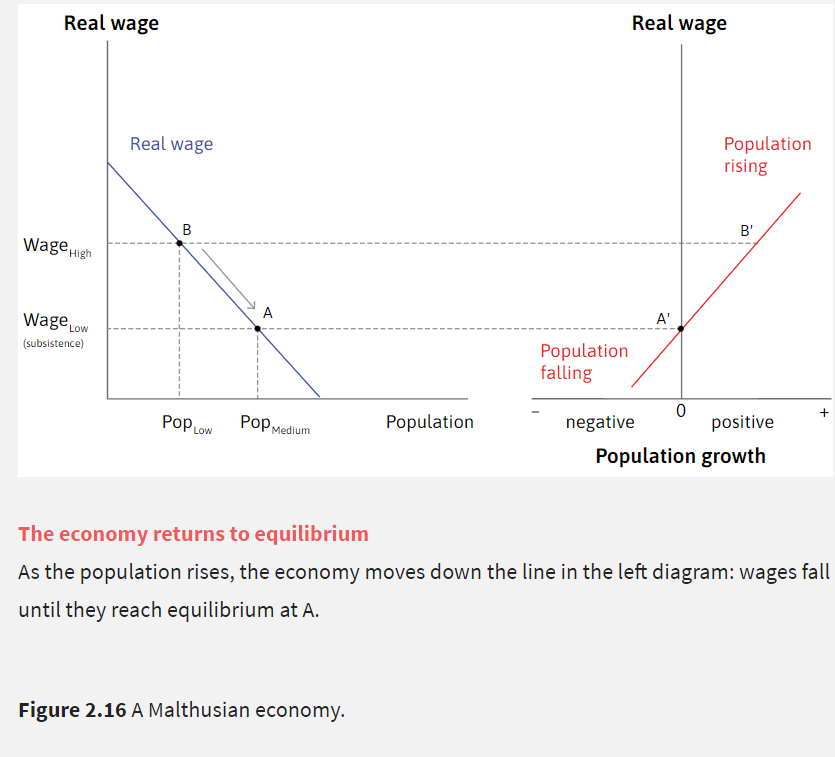 Real wage
Real wage
Real wage
Population
rising
B
B'
Wage High
A
A'
Wage Low
(subsistence)
Population
falling
Pop Low
Pop Medium
Population
−
0
+
negative
positive
Population growth
The economy returns to equilibrium
As the population rises, the economy moves down the line in the left diagram: wages fall
until they reach equilibrium at A.
Figure 2.16 A Malthusian economy.